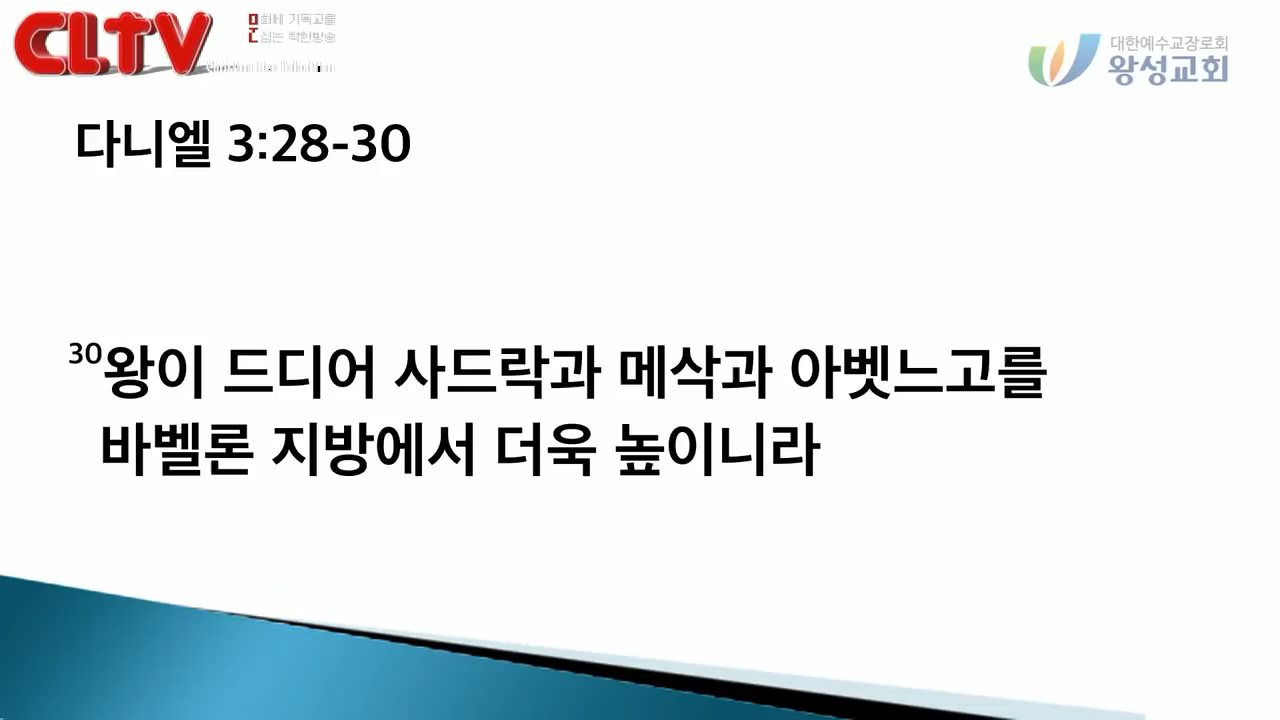 CLTV
대한예수교장로회
왕성교회
다니엘 3:28-30
30왕이 드디어 사드락과 메삭과 아벳느고를
바벨론 지방에서 더욱 높이니라